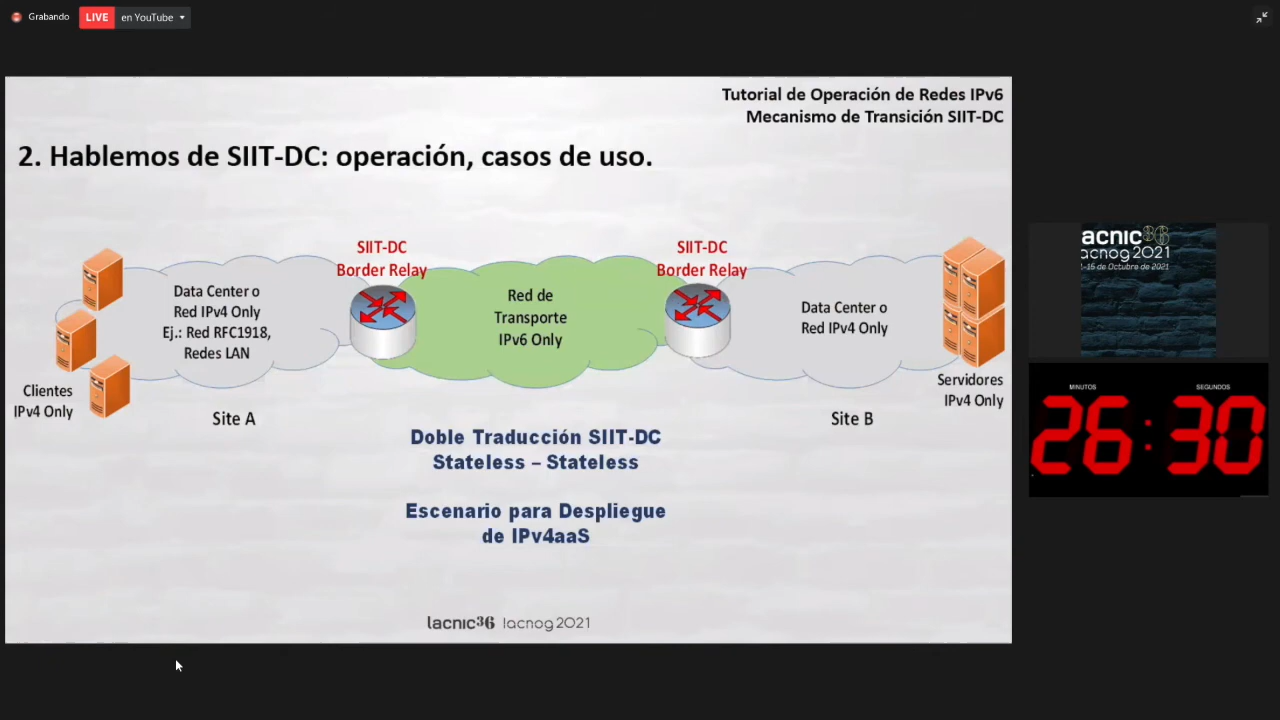 Grabando
LIVE en YouTube
Tutorial de Operación de Redes IPv6
Mecanismo de Transición SIIT-DC
2. Hablemos de SIIT-DC: operación, casos de uso.
SIIT-DC
Border Relay
SIIT-DC
Border Relay
Data Center o
Red IPv4 Only
Ej.: Red RFC1918,
Redes LAN
Red de
Transporte
IPv6 Only
Data Center o
Red IPv4 Only
Clientes
IPv4 Only
Servidores
IPv4 Only
Site A
Site B
Doble Traducción SIIT-DC
Stateless – Stateless
Escenario para Despliegue
de IPv4aaS
lacnic36 lacnog2021
acnic36
acnog2021
1-15 de Octubre de 2021
MINUTOS SEGUNDOS
26:30